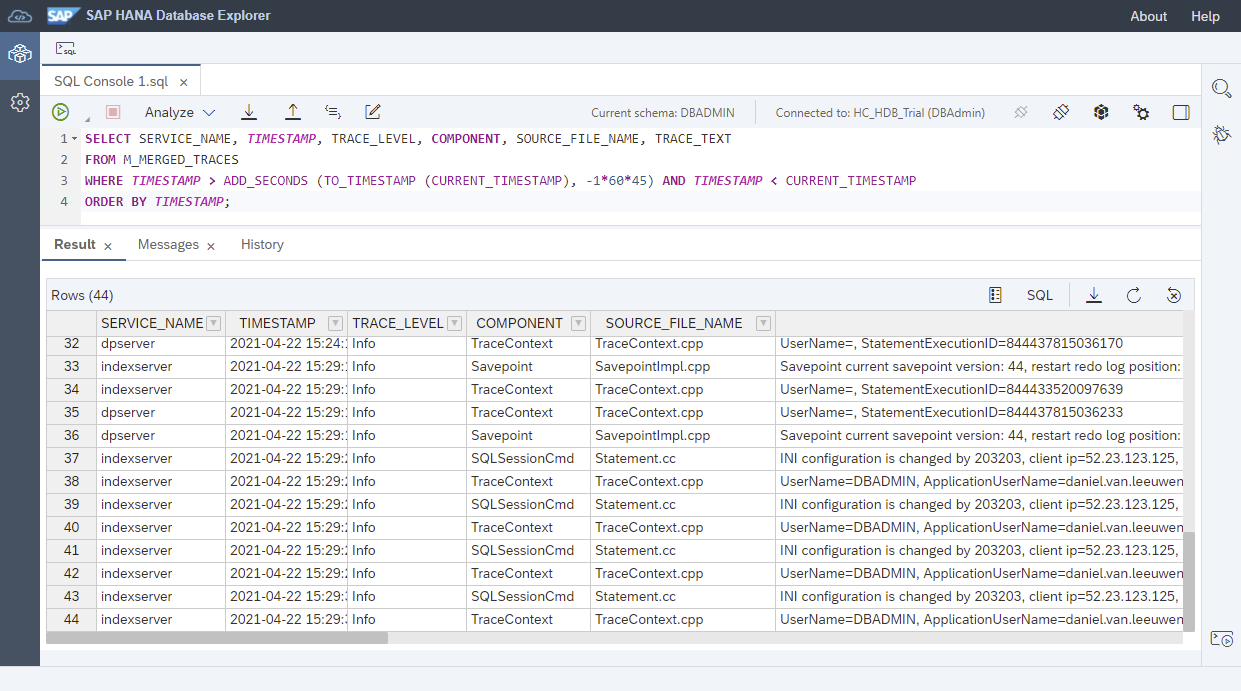 SAP SAP HANA Database Explorer About Help
SQL
SQL Console 1.sql ×
Analyze Current schema: DBADMIN Connected to: HC_HDB_Trial (DBAdmin)
1 SELECT SERVICE_NAME, TIMESTAMP, TRACE_LEVEL, COMPONENT, SOURCE_FILE_NAME, TRACE_TEXT
2 FROM M_MERGED_TRACES
3 WHERE TIMESTAMP > ADD_SECONDS (TO_TIMESTAMP (CURRENT_TIMESTAMP), -1*60*45) AND TIMESTAMP < CURRENT_TIMESTAMP
4 ORDER BY TIMESTAMP;
Result × Messages × History
Rows (44) SQL
SERVICE_NAME TIMESTAMP TRACE_LEVEL COMPONENT SOURCE_FILE_NAME
32 dpserver 2021-04-22 15:24: Info TraceContext TraceContext.cpp UserName=, StatementExecutionID=844437815036170
33 indexserver 2021-04-22 15:29: Info Savepoint SavepointImpl.cpp Savepoint current savepoint version: 44, restart redo log position:
34 indexserver 2021-04-22 15:29: Info TraceContext TraceContext.cpp UserName=, StatementExecutionID=844433520097639
35 dpserver 2021-04-22 15:29: Info TraceContext TraceContext.cpp UserName=, StatementExecutionID=844437815036233
36 dpserver 2021-04-22 15:29: Info Savepoint SavepointImpl.cpp Savepoint current savepoint version: 44, restart redo log position:
37 indexserver 2021-04-22 15:29: Info SQLSessionCmd Statement.cc INI configuration is changed by 203203, client ip=52.23.123.125,
38 indexserver 2021-04-22 15:29: Info TraceContext TraceContext.cpp UserName=DBADMIN, ApplicationUserName=daniel.van.leeuwen
39 indexserver 2021-04-22 15:29: Info SQLSessionCmd Statement.cc INI configuration is changed by 203203, client ip=52.23.123.125,
40 indexserver 2021-04-22 15:29: Info TraceContext TraceContext.cpp UserName=DBADMIN, ApplicationUserName=daniel.van.leeuwen
41 indexserver 2021-04-22 15:29: Info SQLSessionCmd Statement.cc INI configuration is changed by 203203, client ip=52.23.123.125,
42 indexserver 2021-04-22 15:29: Info TraceContext TraceContext.cpp UserName=DBADMIN, ApplicationUserName=daniel.van.leeuwen
43 indexserver 2021-04-22 15:29: Info SQLSessionCmd Statement.cc INI configuration is changed by 203203, client ip=52.23.123.125,
44 indexserver 2021-04-22 15:29: Info TraceContext TraceContext.cpp UserName=DBADMIN, ApplicationUserName=daniel.van.leeuwen